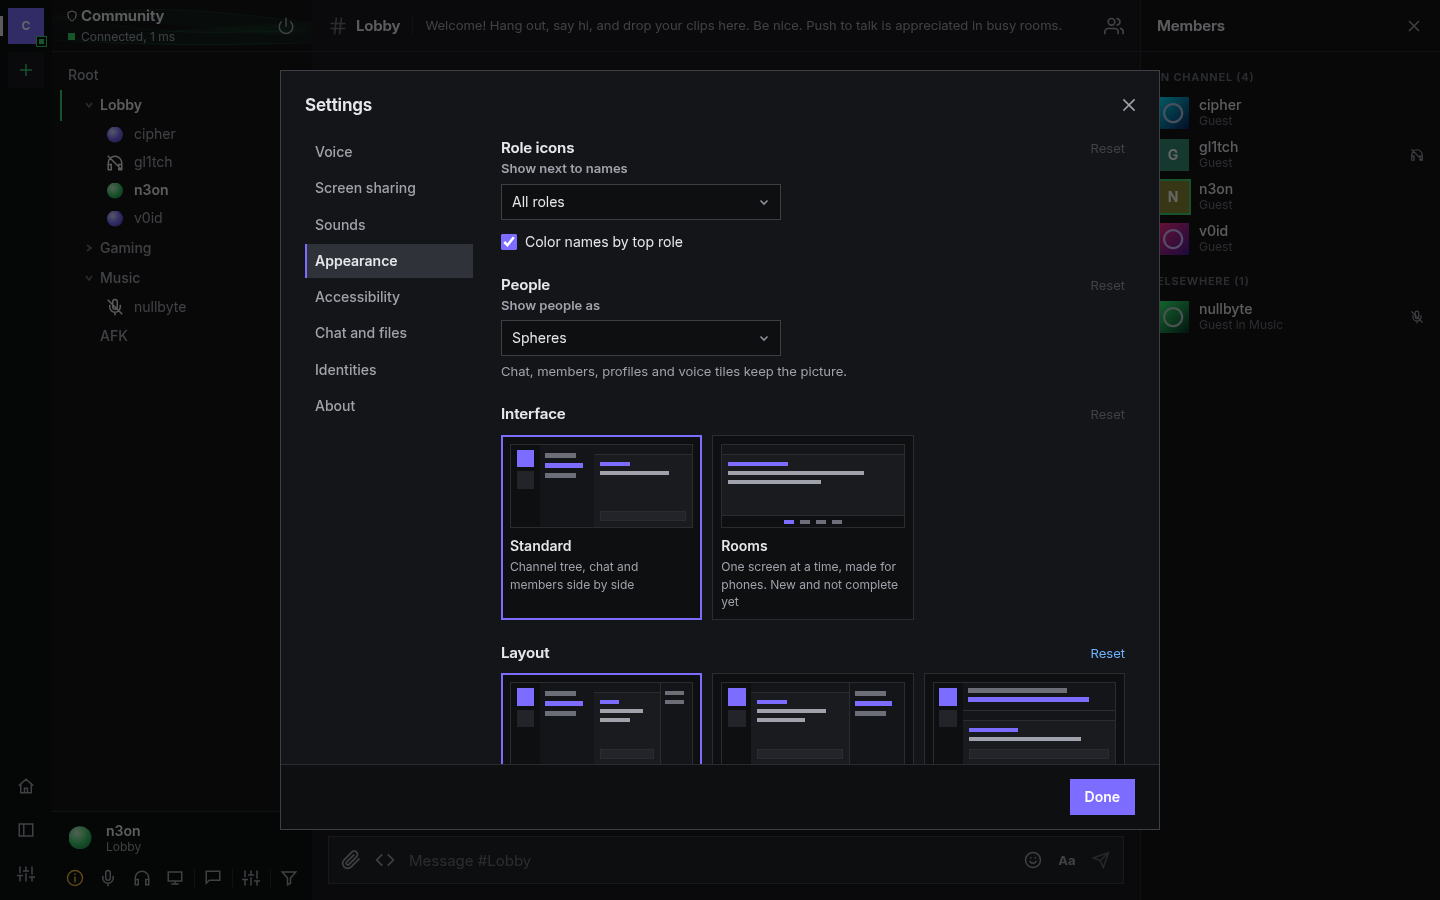 C
Community
Connected, 1 ms
Root
Lobby
cipher
gl1tch
n3on
v0id
Gaming
Music
nullbyte
AFK
n3on
Lobby
Lobby
Welcome! Hang out, say hi, and drop your clips here. Be nice. Push to talk is appreciated in busy rooms.
Settings
Voice
Screen sharing
Sounds
Appearance
Accessibility
Chat and files
Identities
About
Role icons
Reset
Show next to names
All roles
Color names by top role
People
Reset
Show people as
Spheres
Chat, members, profiles and voice tiles keep the picture.
Interface
Reset
Standard
Channel tree, chat and
members side by side
Rooms
One screen at a time, made for
phones. New and not complete
yet
Layout
Reset
Done
Message #Lobby
Aa
Members
N CHANNEL (4)
cipher
Guest
G
gl1tch
Guest
N
n3on
Guest
v0id
Guest
ELSEWHERE (1)
nullbyte
Guest in Music